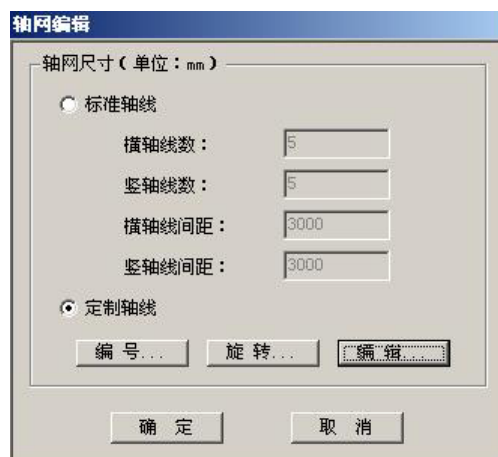 轴网编辑
轴网尺寸(单位:mm)
标准轴线
横轴线数: 5
竖轴线数: 5
横轴线间距: 3000
竖轴线间距: 3000
定制轴线
编 号... 旋 转... 编 辑...
确 定 取 消